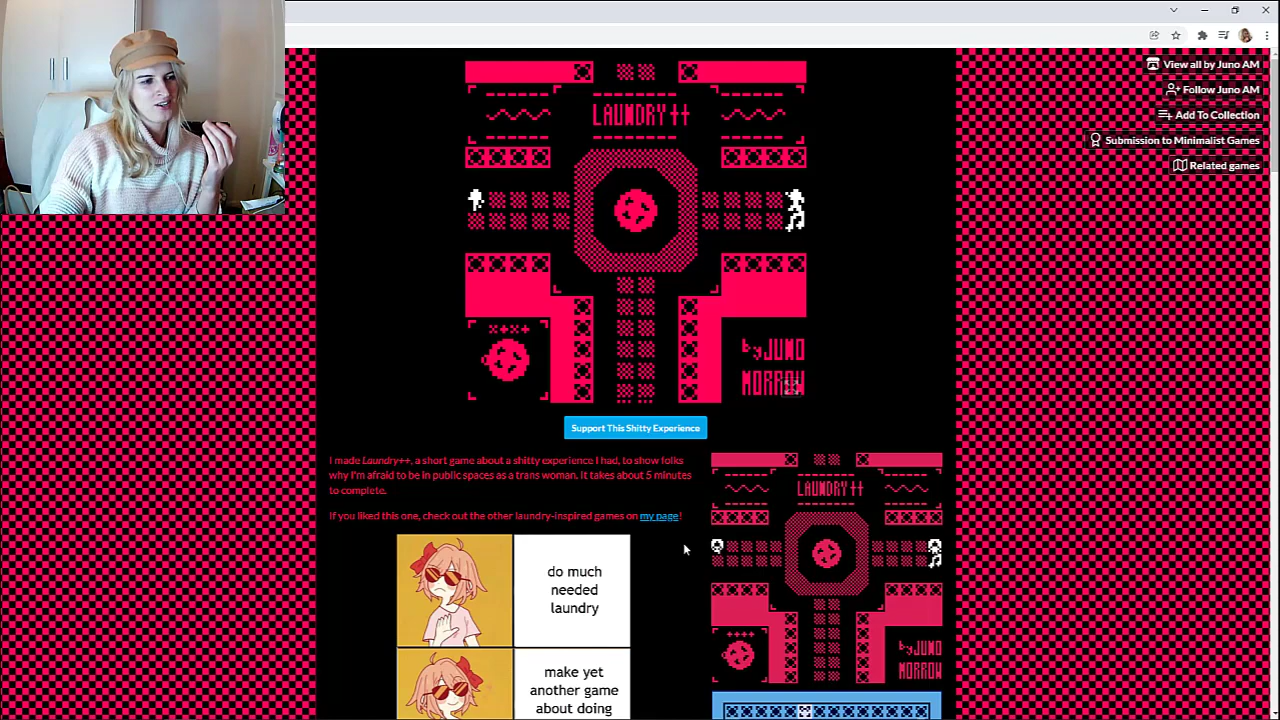 View all by Juno AM
Follow Juno AM
Add To Collection
Submission to Minimalist Games
Related games
LAUNDRY++
by JUNO
MORROW
Support This Shitty Experience
I made Laundry++, a short game about a shitty experience I had, to show folks
why I'm afraid to be in public spaces as a trans woman. It takes about 5 minutes
to complete.
If you liked this one, check out the other laundry-inspired games on my page!
do much
needed
laundry
make yet
another game
about doing
LAUNDRY++
by JUNO
MORROW